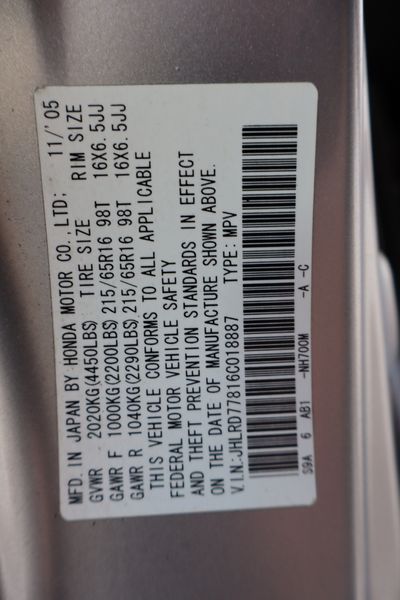 MFD. IN JAPAN BY HONDA MOTOR CO., LTD; 11/'05
GVWR 2020KG(4450LBS) TIRE SIZE RIM SIZE
GAWR F 1000KG(2200LBS) 215/65R16 98T 16X6.5JJ
GAWR R 1040KG(2290LBS) 215/65R16 98T 16X6.5JJ
THIS VEHICLE CONFORMS TO ALL APPLICABLE
FEDERAL MOTOR VEHICLE SAFETY
AND THEFT PREVENTION STANDARDS IN EFFECT
ON THE DATE OF MANUFACTURE SHOWN ABOVE.
V.I.N:JHLRD77816C018887 TYPE: MPV
S9A 6 AB1 -NH700M -A -C